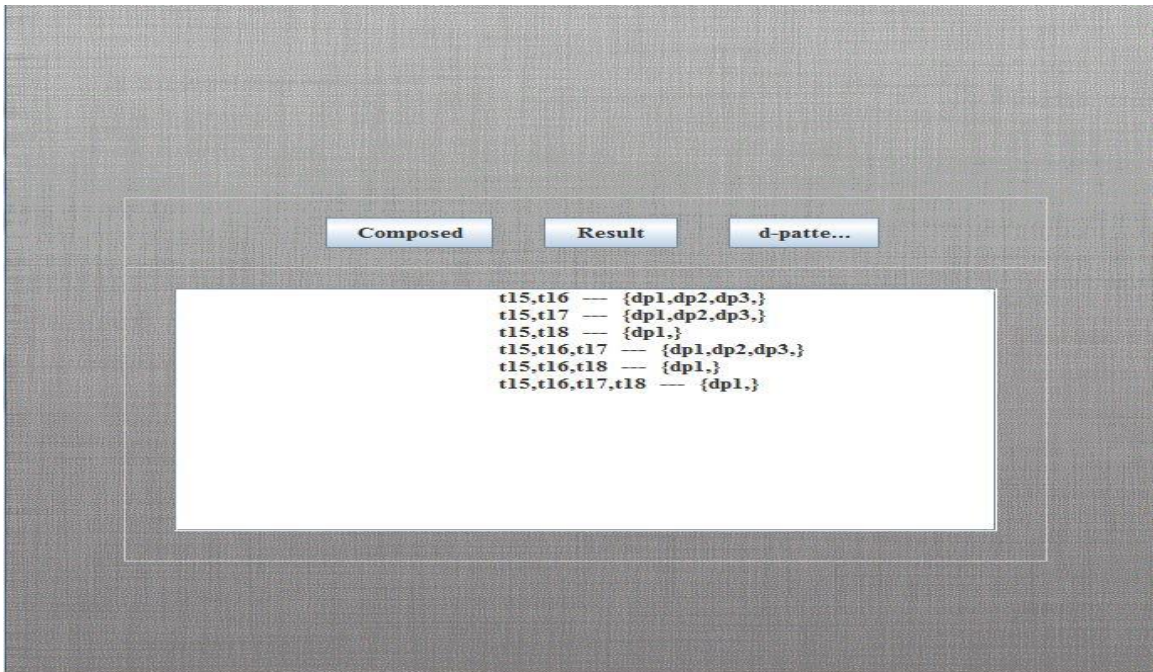 Composed Result d-patte...
t15,t16 --- {dp1,dp2,dp3,}
t15,t17 --- {dp1,dp2,dp3,}
t15,t18 --- {dp1,}
t15,t16,t17 --- {dp1,dp2,dp3,}
t15,t16,t18 --- {dp1,}
t15,t16,t17,t18 --- {dp1,}